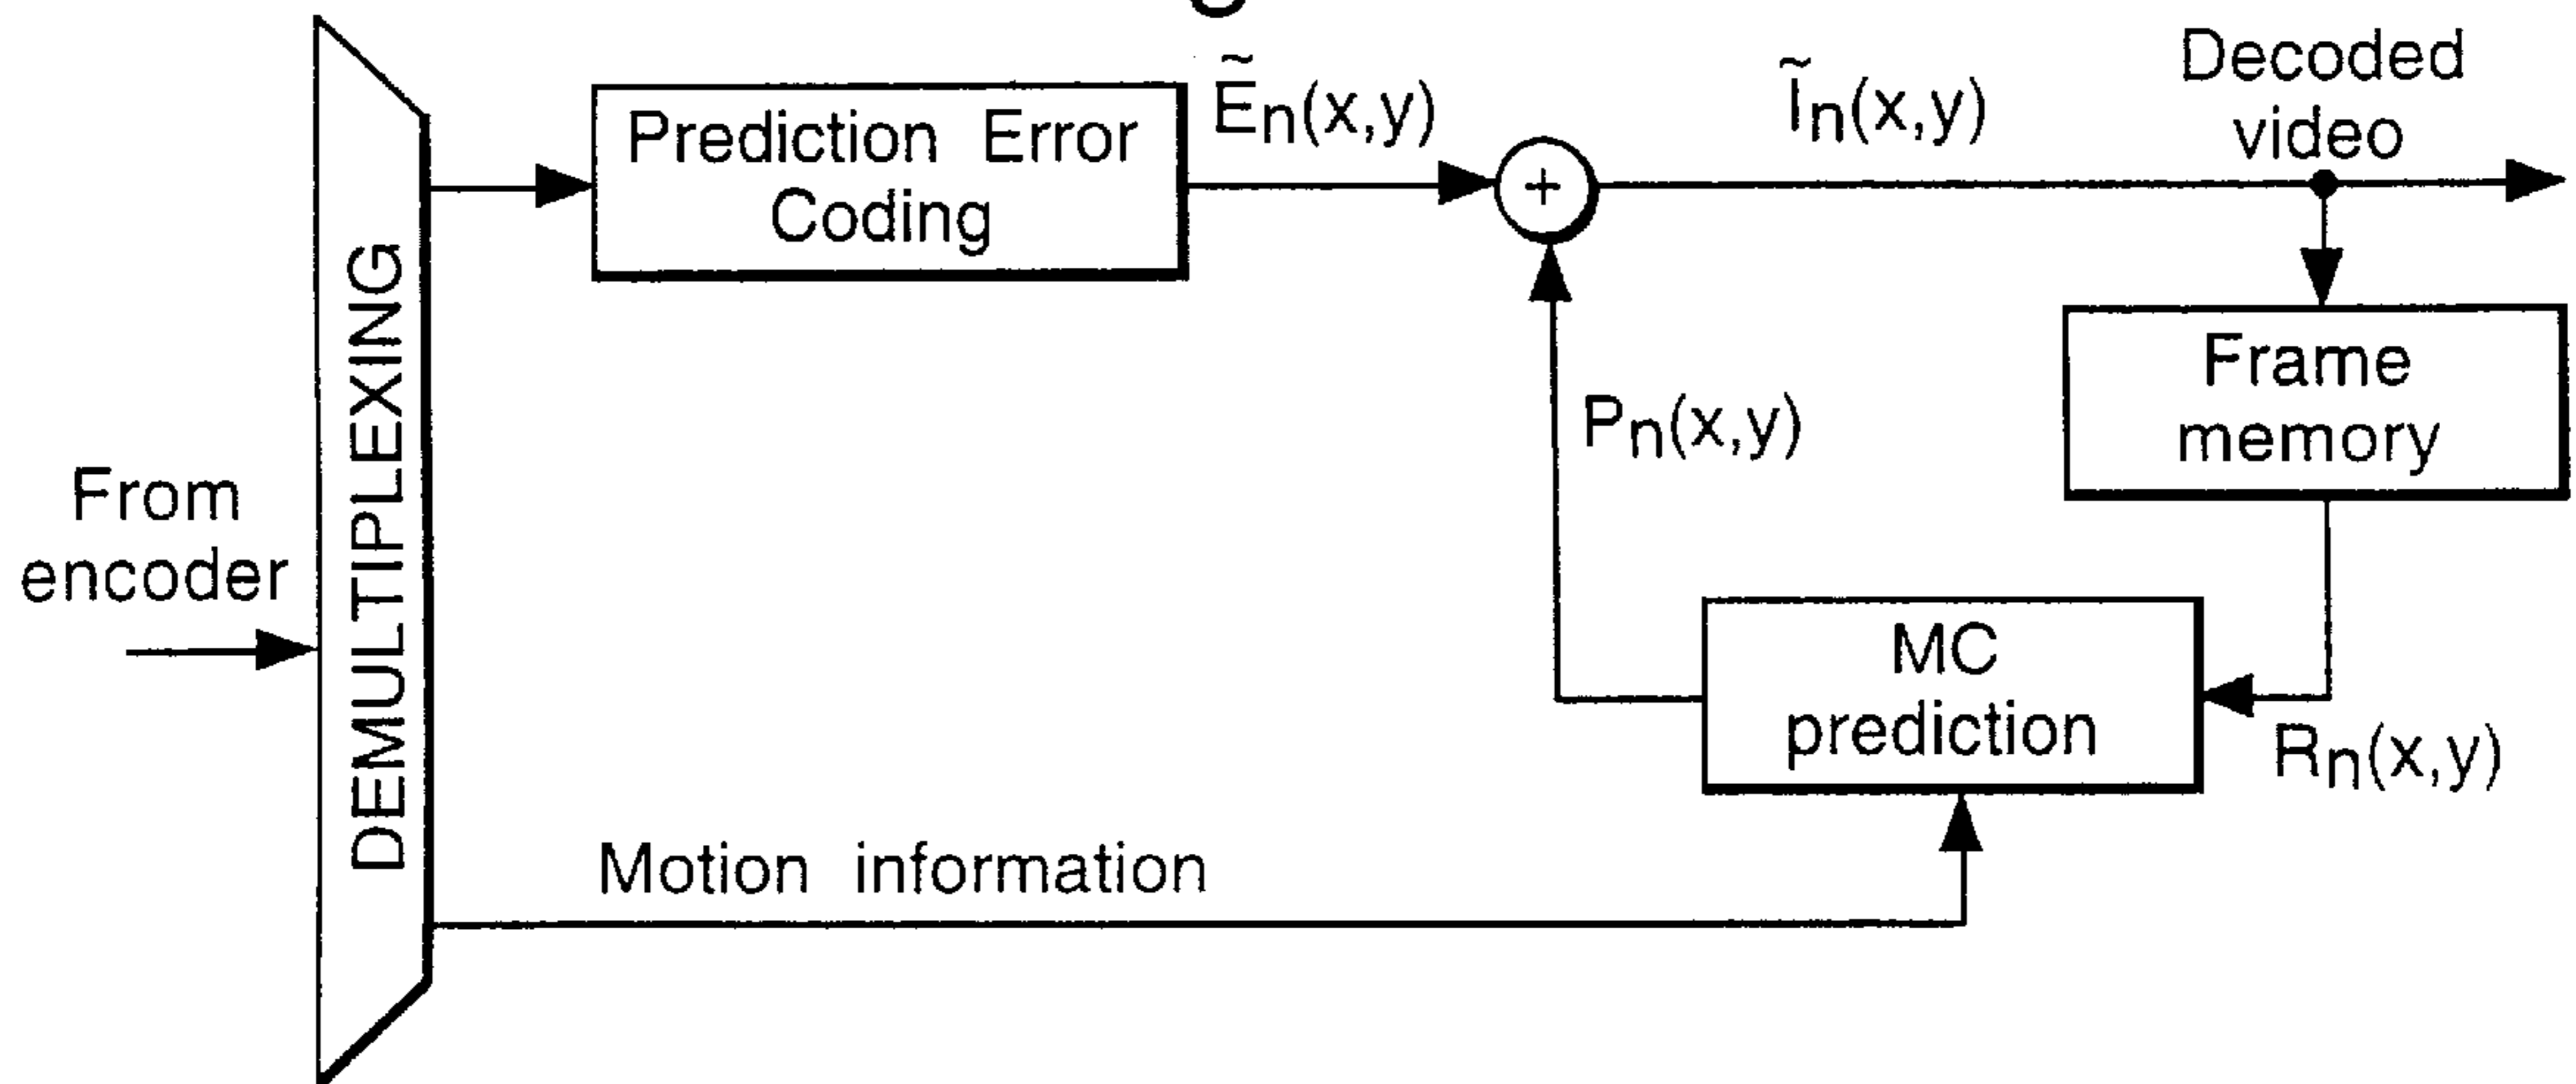 From
encoder
DEMULTIPLEXING
Prediction Error
Coding
Ẽn(x,y)
+
Ĩn(x,y)
Decoded
video
Frame
memory
Pn(x,y)
MC
prediction
Rn(x,y)
Motion information